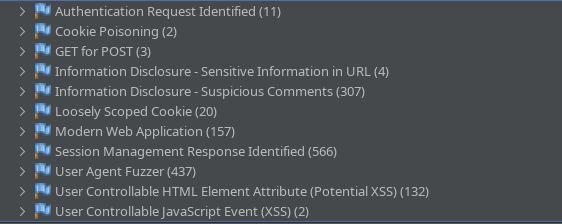 Authentication Request Identified (11)
Cookie Poisoning (2)
GET for POST (3)
Information Disclosure - Sensitive Information in URL (4)
Information Disclosure - Suspicious Comments (307)
Loosely Scoped Cookie (20)
Modern Web Application (157)
Session Management Response Identified (566)
User Agent Fuzzer (437)
User Controllable HTML Element Attribute (Potential XSS) (132)
User Controllable JavaScript Event (XSS) (2)